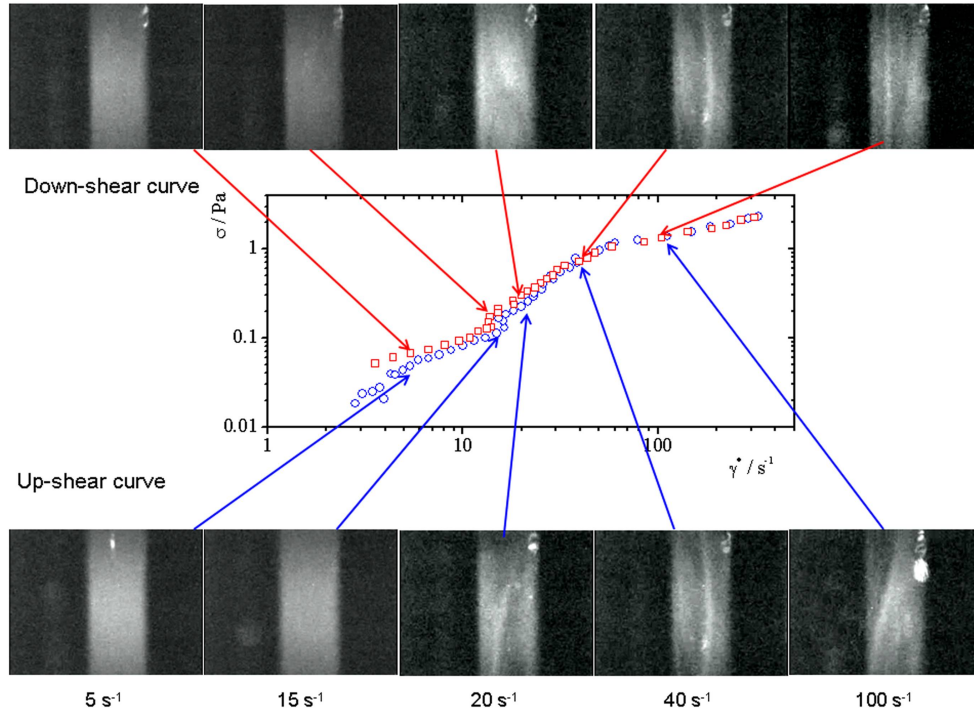 Down-shear curve
σ / Pa
1
0.1
0.01
1
10
100
γ• / s-1
Up-shear curve
5 s-1
15 s-1
20 s-1
40 s-1
100 s-1